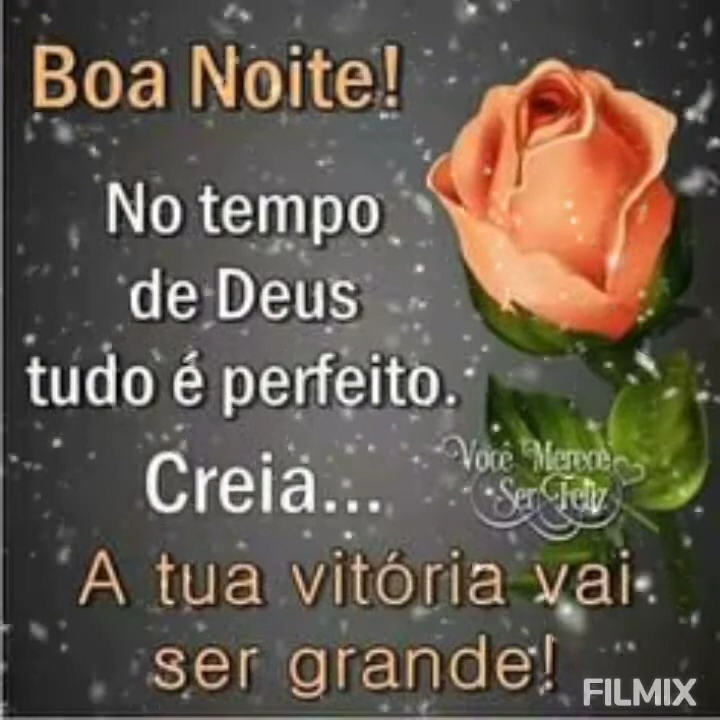 Boa Noite!
No tempo
de Deus
tudo é perfeito.
Creia...
Você Merece
Ser Feliz
A tua vitória vai
ser grande!
FILMIX